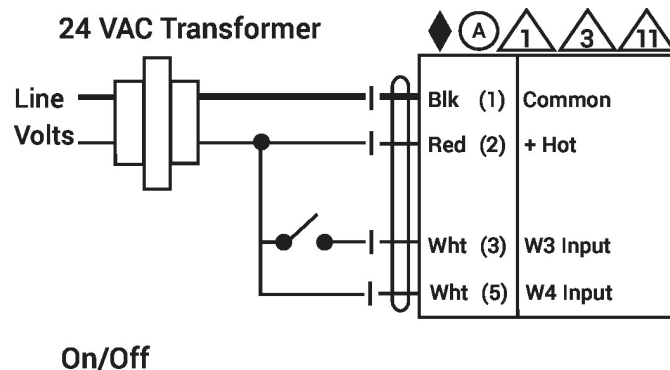 24 VAC Transformer
A 1 3 11
Line
Volts
Blk (1) Common
Red (2) + Hot
Wht (3) W3 Input
Wht (5) W4 Input
On/Off